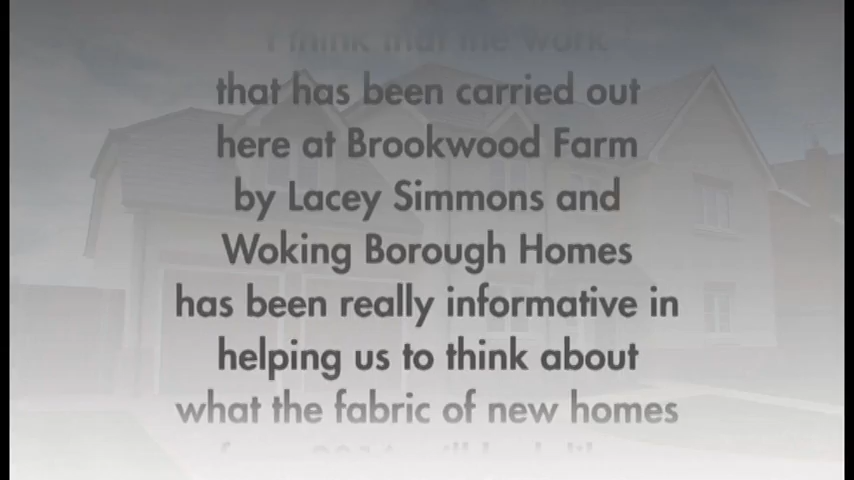 I think that the work
that has been carried out
here at Brookwood Farm
by Lacey Simmons and
Woking Borough Homes
has been really informative in
helping us to think about
what the fabric of new homes